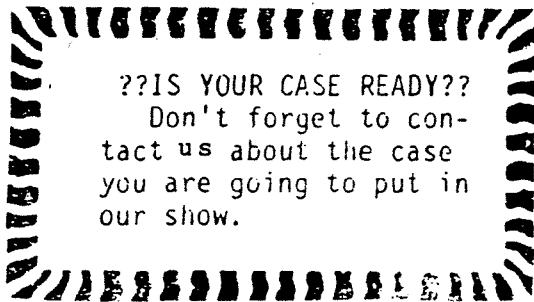 ??IS YOUR CASE READY??
Don't forget to con-
tact us about the case
you are going to put in
our show.